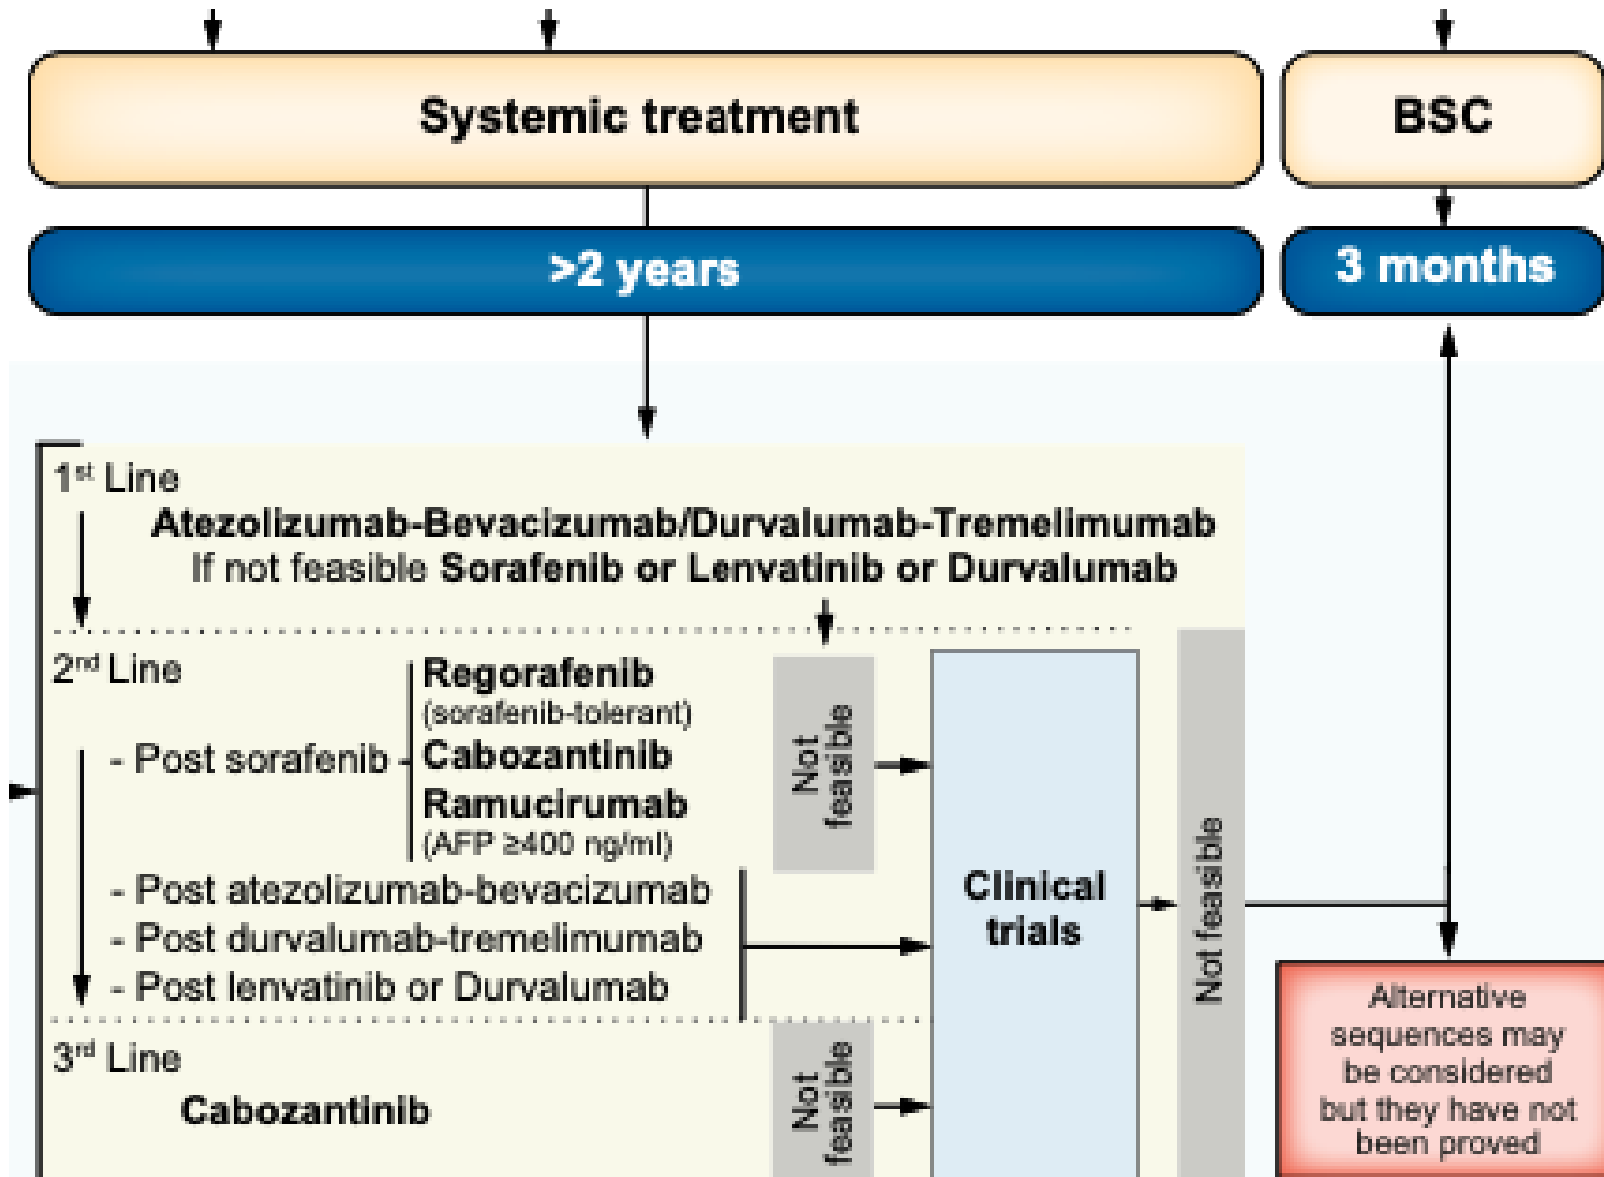 Systemic treatment
BSC
>2 years
3 months
1st Line
Atezolizumab-Bevacizumab/Durvalumab-Tremelimumab
If not feasible Sorafenib or Lenvatinib or Durvalumab
2nd Line
- Post sorafenib
Regorafenib
(sorafenib-tolerant)
Cabozantinib
Ramucirumab
(AFP ≥400 ng/ml)
Not
feasible
- Post atezolizumab-bevacizumab
- Post durvalumab-tremelimumab
- Post lenvatinib or Durvalumab
Clinical
trials
Not feasible
3rd Line
Cabozantinib
Not
feasible
Alternative
sequences may
be considered
but they have not
been proved